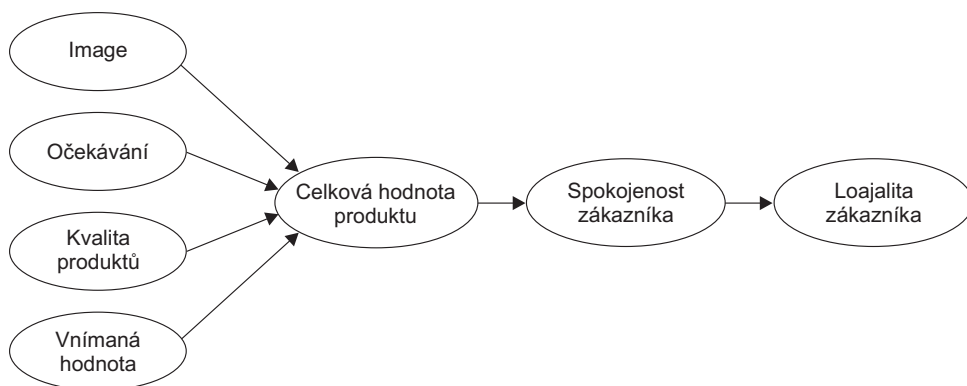 Image
Očekávání
Kvalita
produktů
Vnímaná
hodnota
Celková hodnota
produktu
Spokojenost
zákazníka
Loajalita
zákazníka